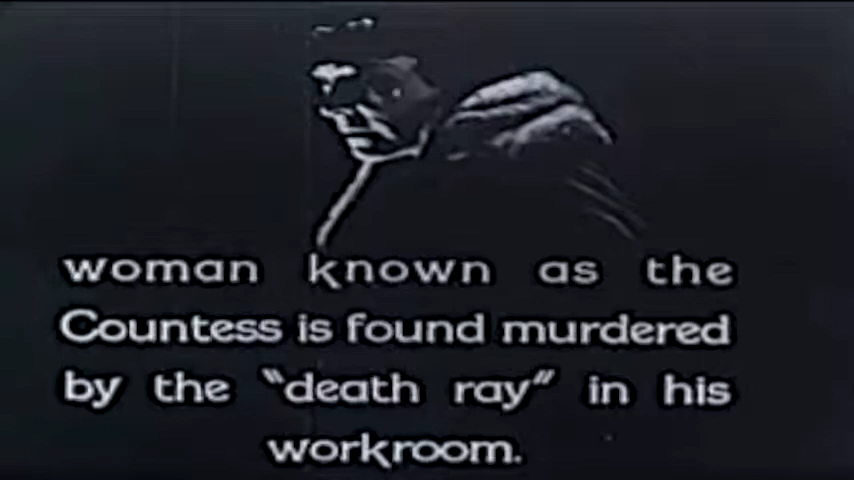 woman known as the
Countess is found murdered
by the "death ray" in his
workroom.